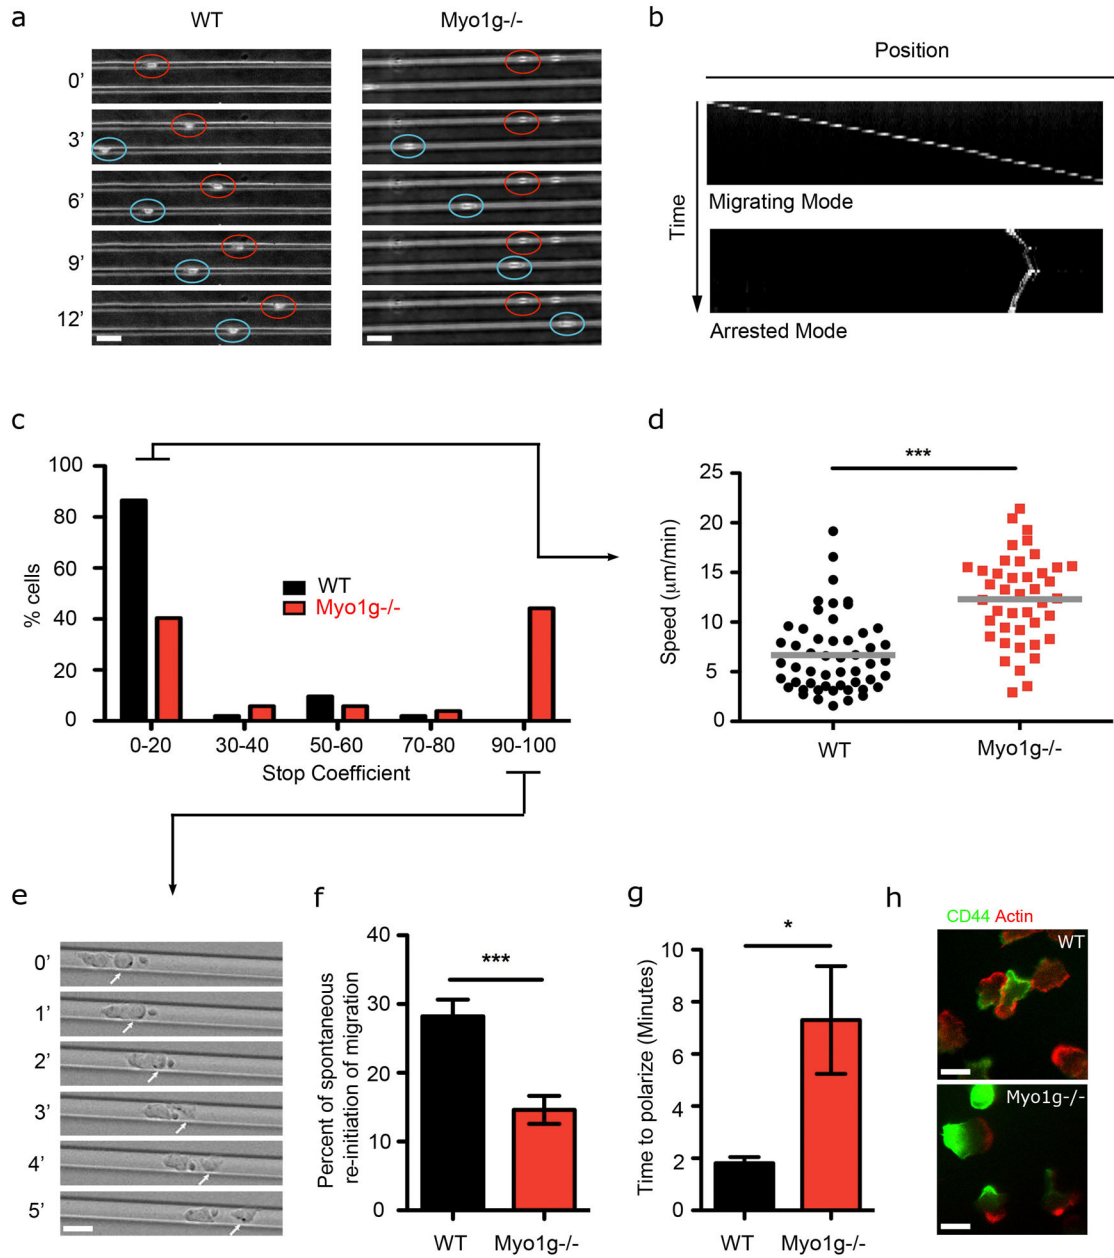 a
WT
Myo1g-/-
0’
3’
6’
9’
12’
b
Position
Time
Migrating Mode
Arrested Mode
c
100
80
60
40
20
0
% cells
WT
Myo1g-/-
0-20
30-40
50-60
70-80
90-100
Stop Coefficient
d
***
25
20
15
10
5
0
Speed (μm/min)
WT
Myo1g-/-
e
0’
1’
2’
3’
4’
5’
f
***
40
30
20
10
0
Percent of spontaneous
re-initiation of migration
WT
Myo1g-/-
g
*
10
8
6
4
2
0
Time to polarize (Minutes)
WT
Myo1g-/-
h
CD44 Actin
WT
Myo1g-/-